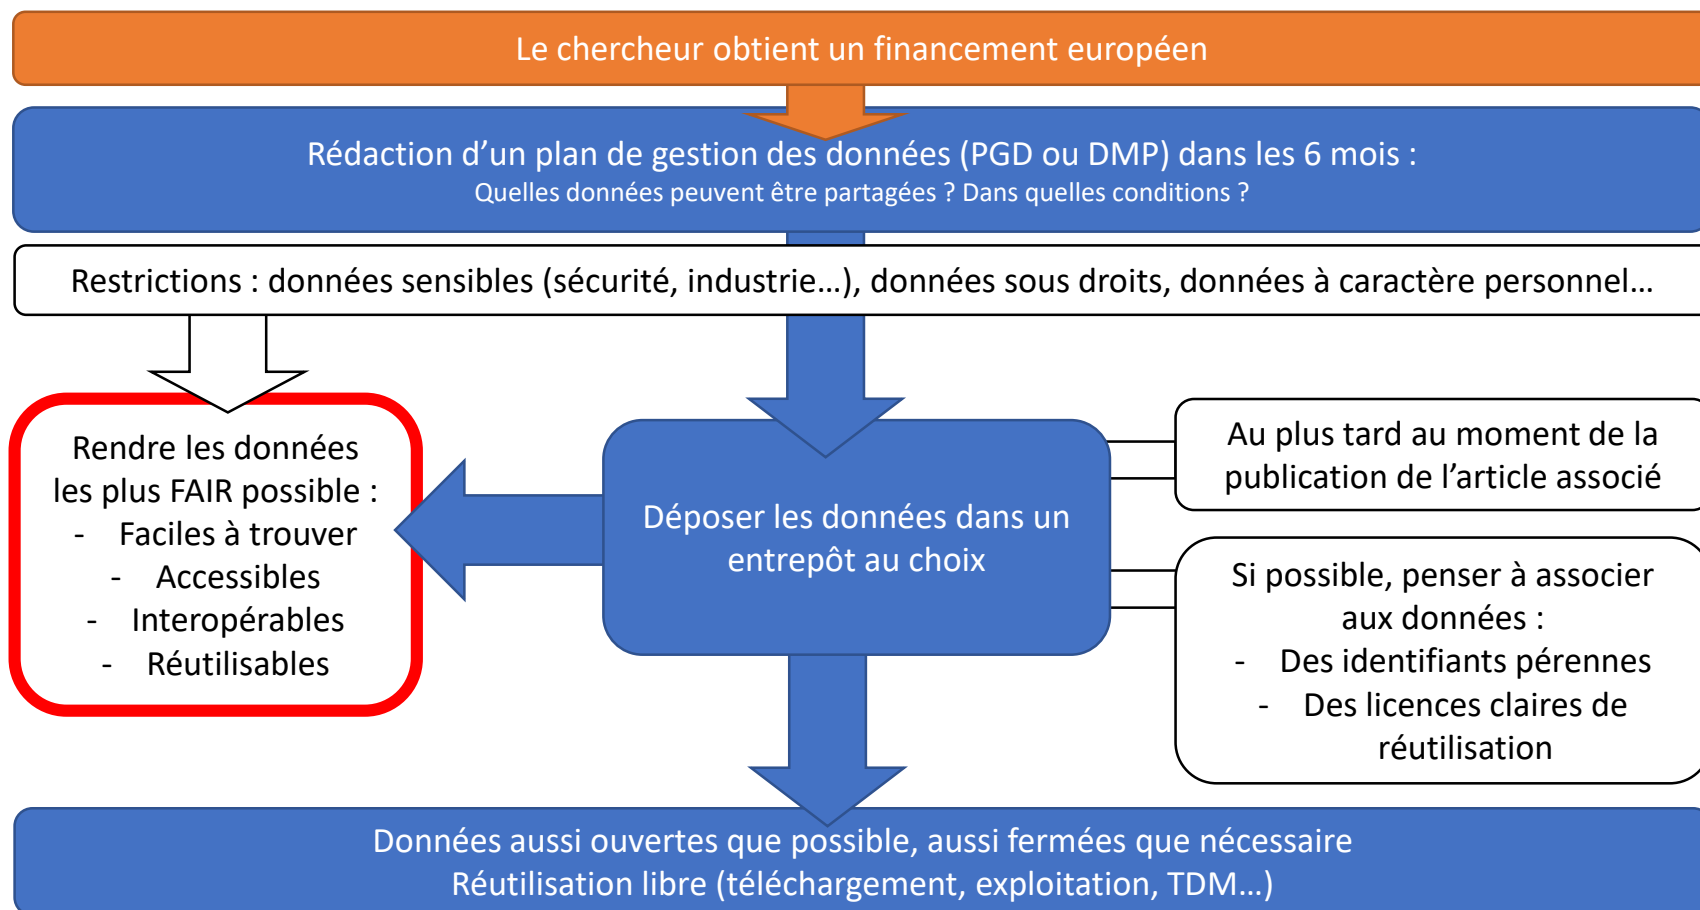 Le chercheur obtient un financement européen
Rédaction d’un plan de gestion des données (PGD ou DMP) dans les 6 mois :
Quelles données peuvent être partagées ? Dans quelles conditions ?
Restrictions : données sensibles (sécurité, industrie…), données sous droits, données à caractère personnel…
Rendre les données
les plus FAIR possible :
- Faciles à trouver
- Accessibles
- Interopérables
- Réutilisables
Déposer les données dans un
entrepôt au choix
Au plus tard au moment de la
publication de l’article associé
Si possible, penser à associer
aux données :
- Des identifiants pérennes
- Des licences claires de
réutilisation
Données aussi ouvertes que possible, aussi fermées que nécessaire
Réutilisation libre (téléchargement, exploitation, TDM…)